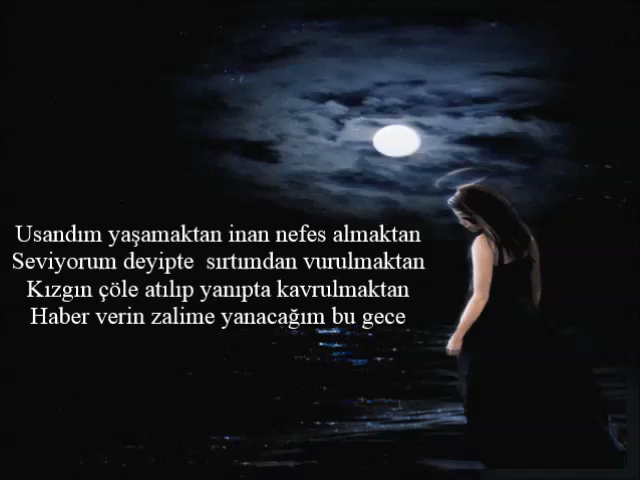 Usandım yaşamaktan inan nefes almaktan
Seviyorum deyipte  sırtımdan vurulmaktan
Kızgın çöle atılıp yanıpta kavrulmaktan
Haber verin zalime yanacağım bu gece